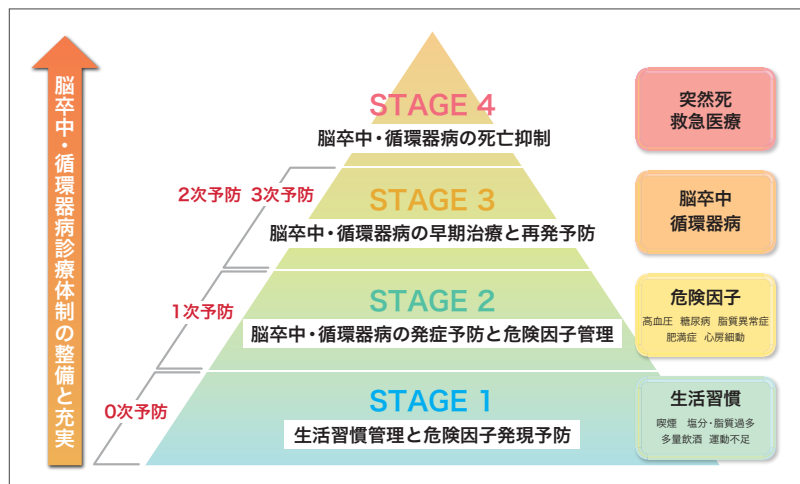 脳卒中・循環器病診療体制の整備と充実
STAGE 4
脳卒中・循環器病の死亡抑制
突然死
救急医療
2次予防 3次予防
STAGE 3
脳卒中・循環器病の早期治療と再発予防
脳卒中
循環器病
1次予防
STAGE 2
脳卒中・循環器病の発症予防と危険因子管理
危険因子
高血圧 糖尿病 脂質異常症
肥満症 心房細動
0次予防
STAGE 1
生活習慣管理と危険因子発現予防
生活習慣
喫煙 塩分・脂質過多
多量飲酒 運動不足